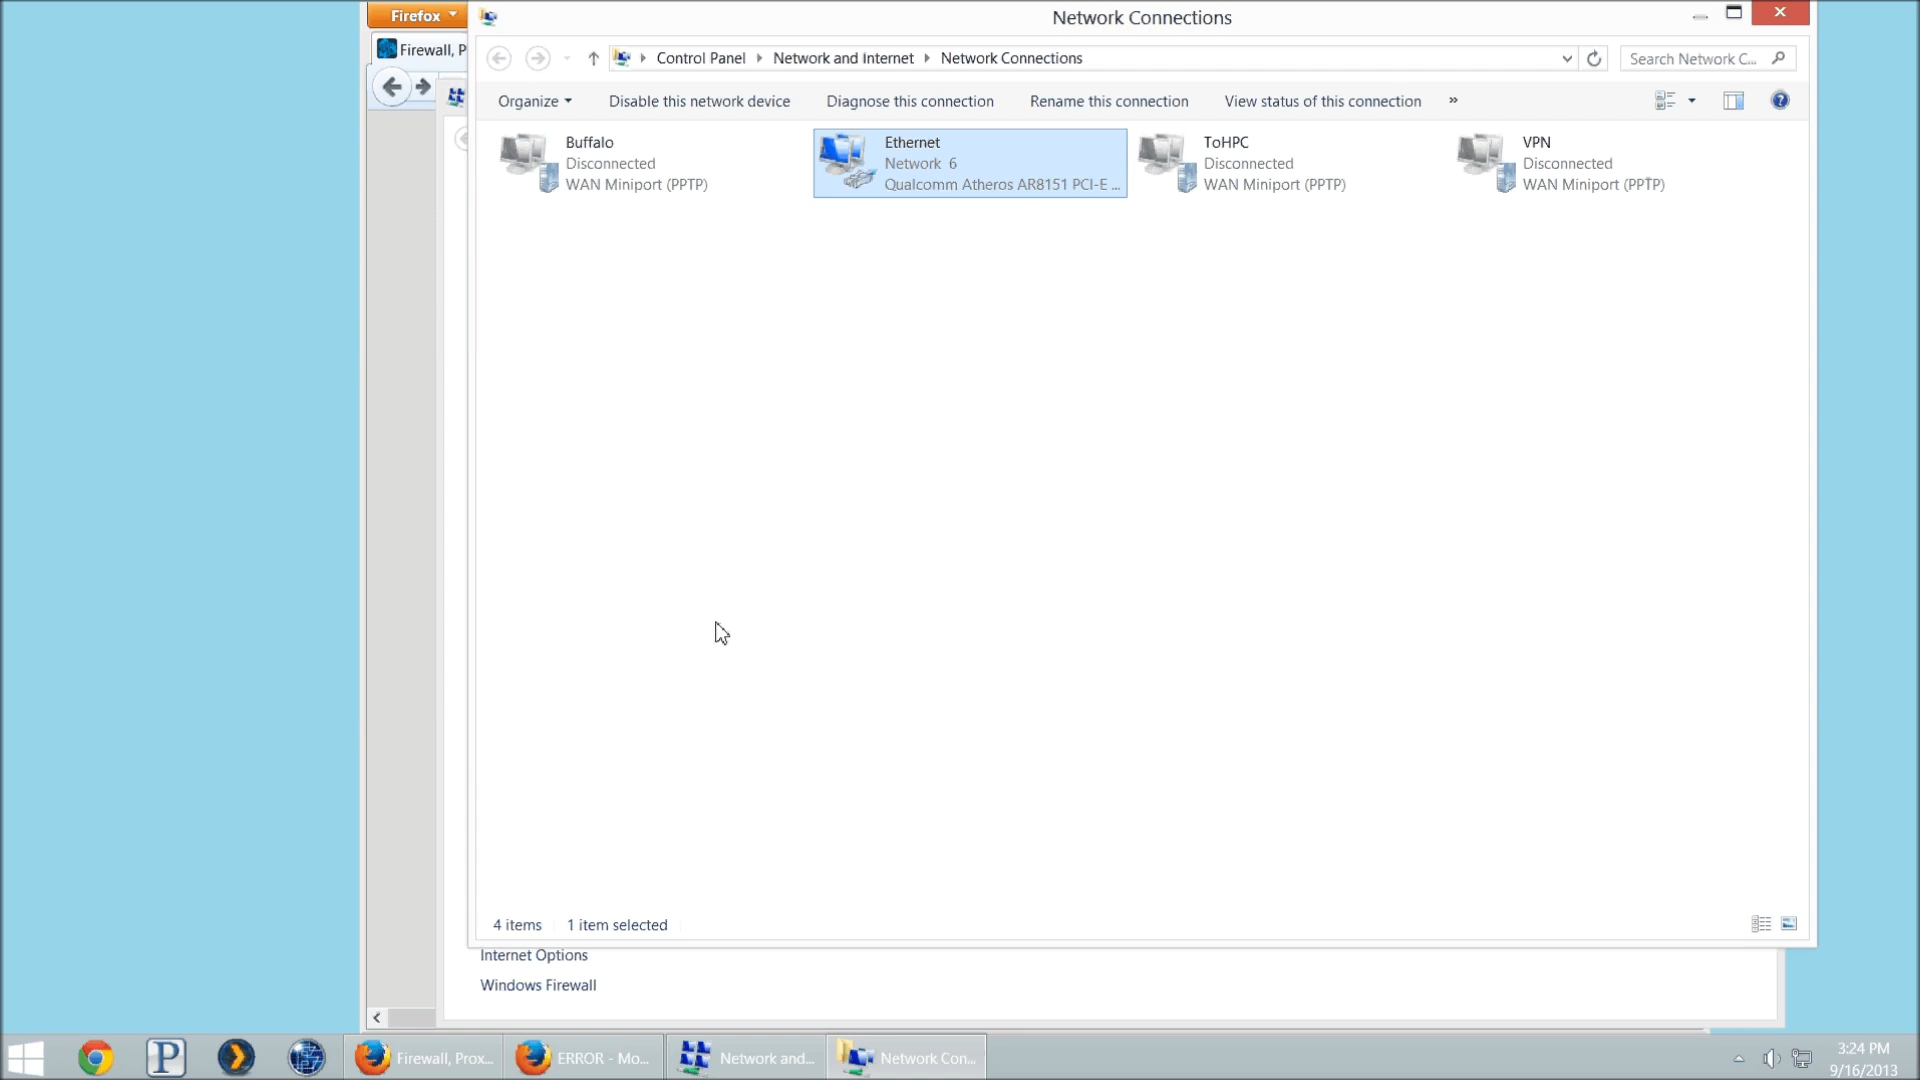 Firefox
Network Connections
Firewall, P
Control Panel
Network and Internet
Network Connections
Search Network C...
Organize
Disable this network device
Diagnose this connection
Rename this connection
View status of this connection
»
Buffalo
Disconnected
WAN Miniport (PPTP)
Ethernet
Network 6
Qualcomm Atheros AR8151 PCI-E ...
ToHPC
Disconnected
WAN Miniport (PPTP)
VPN
Disconnected
WAN Miniport (PPTP)
4 items
1 item selected
Internet Options
Windows Firewall
P
Firewall, Prox...
ERROR - Mo...
Network and...
Network Con...
3:24 PM
9/16/2013